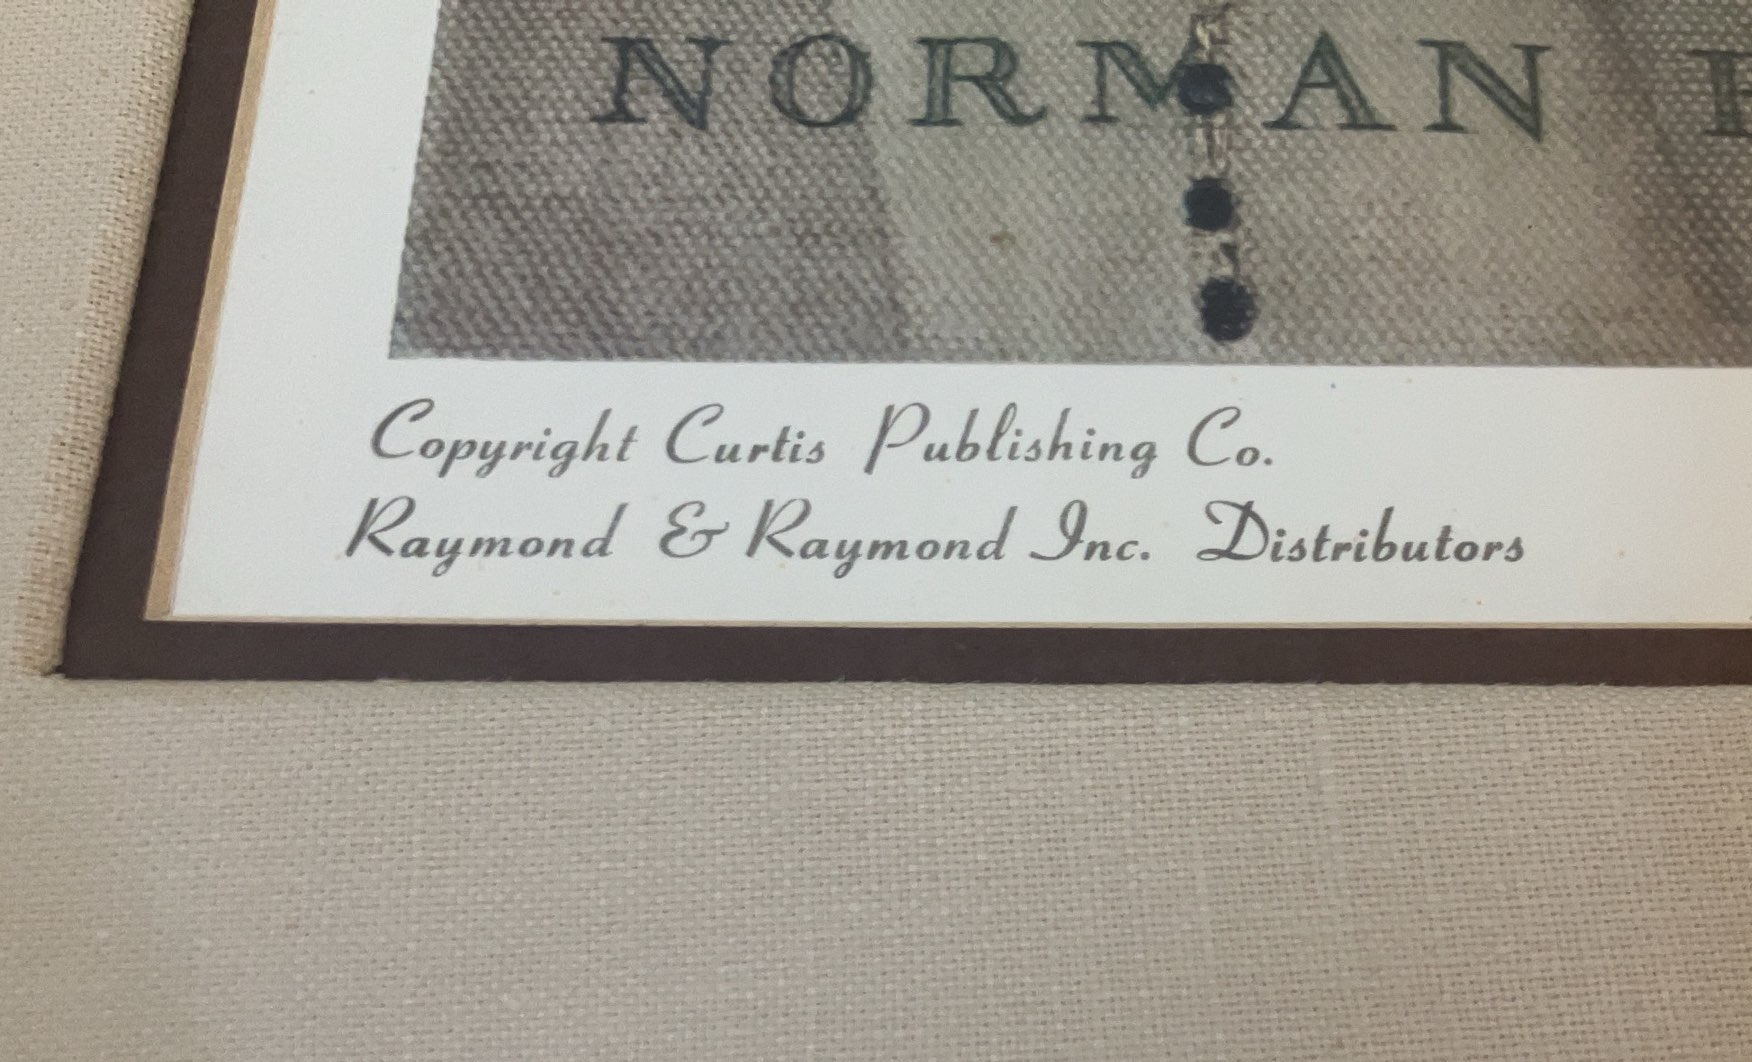 NORMAN
Copyright Curtis Publishing Co.
Raymond & Raymond Inc. Distributors